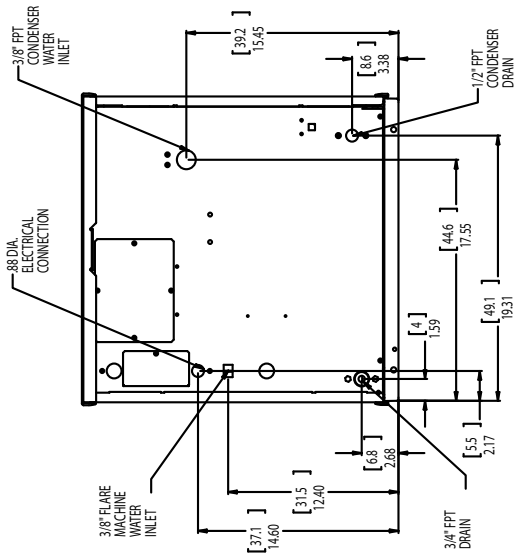 3/8" FPT
CONDENSER
WATER
INLET
.88 DIA.
ELECTRICAL
CONNECTION
3/8" FLARE
MACHINE
WATER
INLET
[39.2]
15.45
[8.6]
3.38
1/2" FPT
CONDENSER
DRAIN
[44.6]
17.55
[49.1]
19.31
[4]
1.59
[5.5]
2.17
[6.8]
2.68
[31.5]
12.40
[37.1]
14.60
3/4" FPT
DRAIN